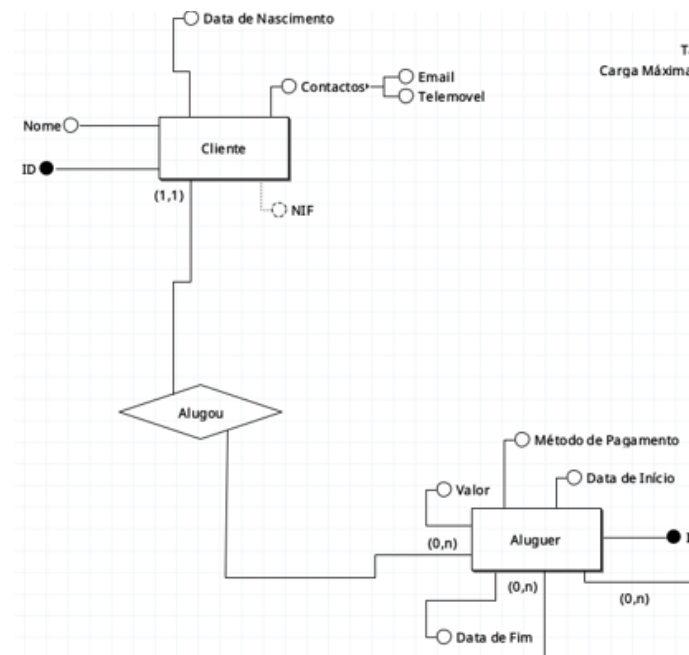 Data de Nascimento
Carga Máxima
Contactos
Email
Telemovel
Nome
Cliente
ID
(1,1)
NIF
Alugou
Método de Pagamento
Data de Início
Valor
(0,n)
Aluguer
(0,n)
(0,n)
Data de Fim